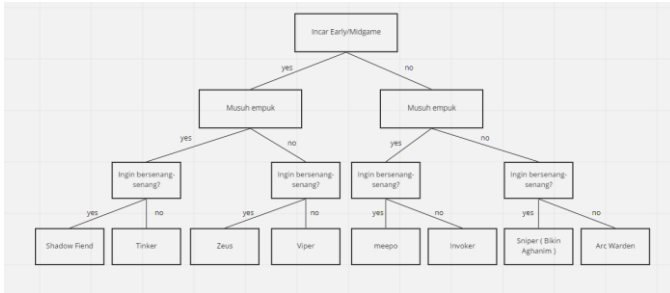 Incar Early/Midgame
yes
no
Musuh empuk
Musuh empuk
yes
no
yes
no
Ingin bersenang-
senang?
Ingin bersenang-
senang?
Ingin bersenang-
senang?
Ingin bersenang-
senang?
yes
no
yes
no
yes
no
yes
no
Shadow Fiend
Tinker
Zeus
Viper
meepo
Invoker
Sniper ( Bikin
Aghanim )
Arc Warden